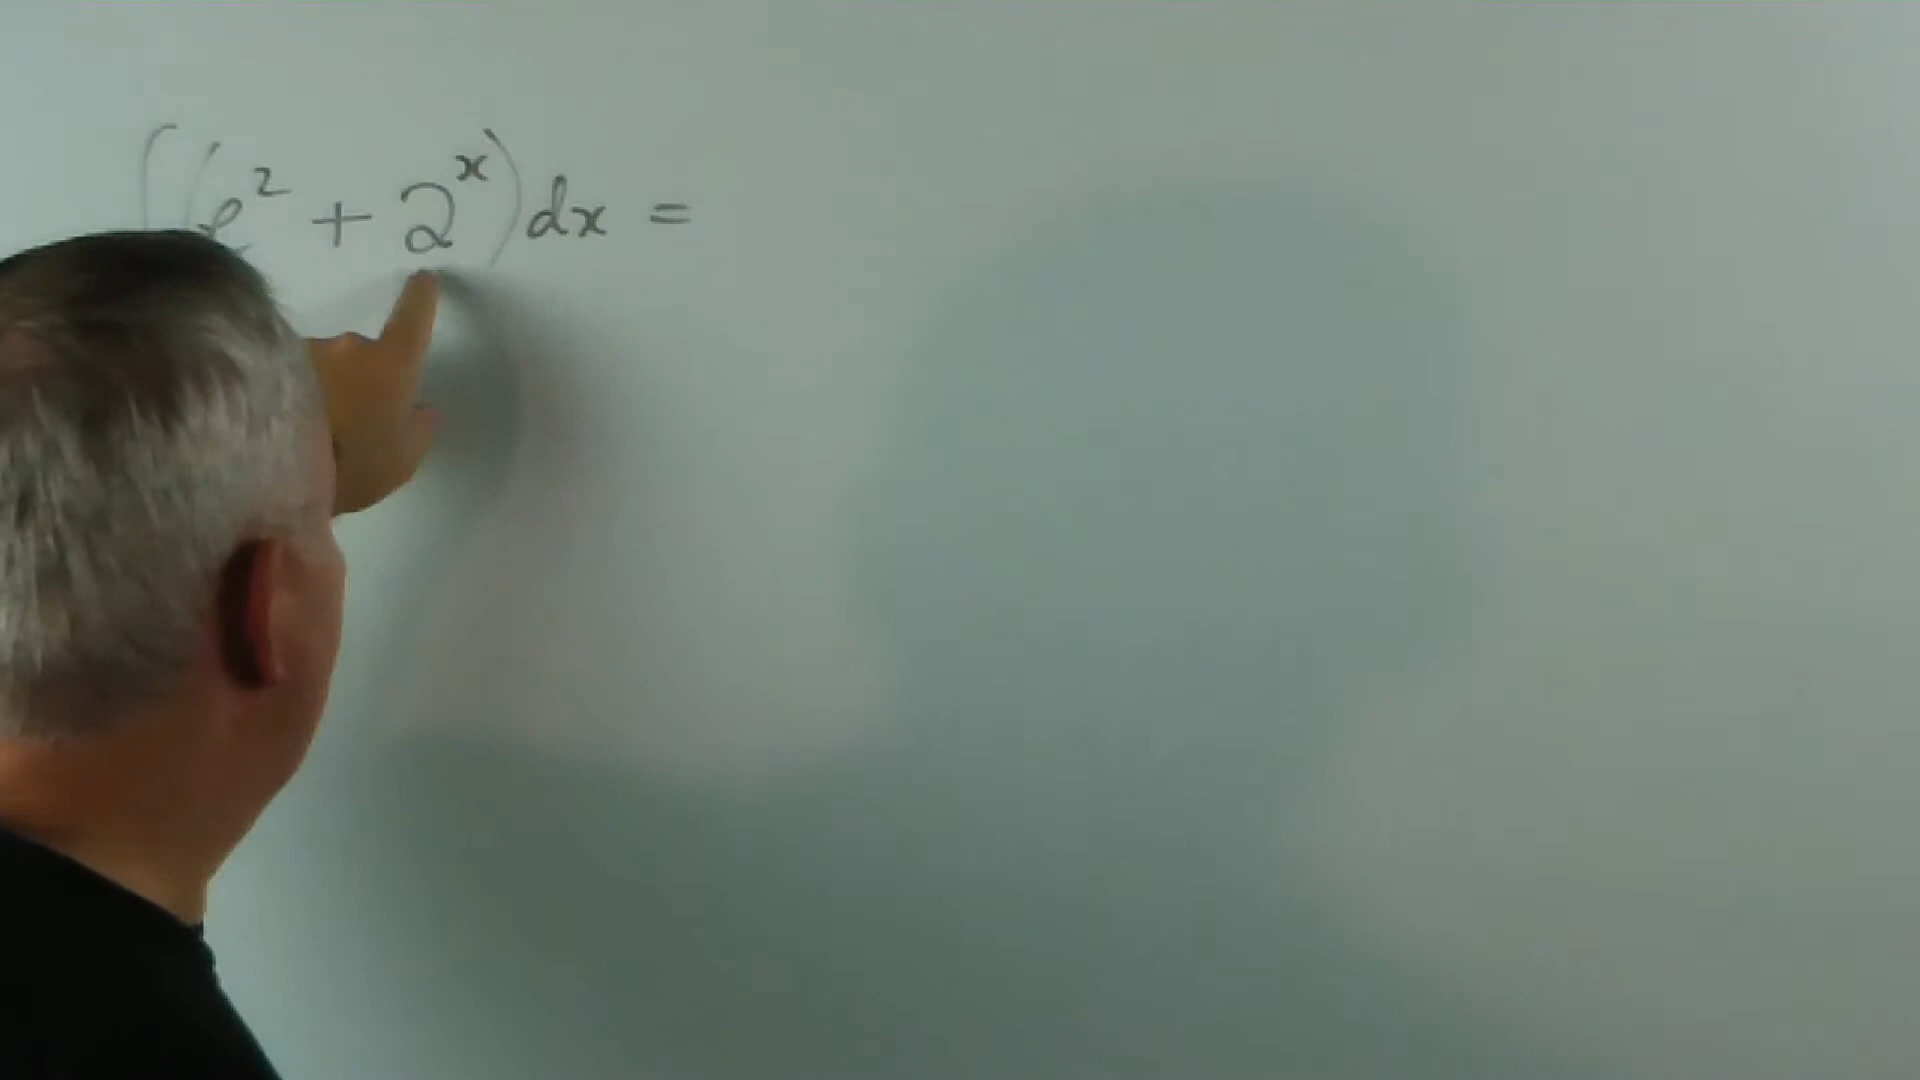 ∫(e² + 2ˣ)dx =